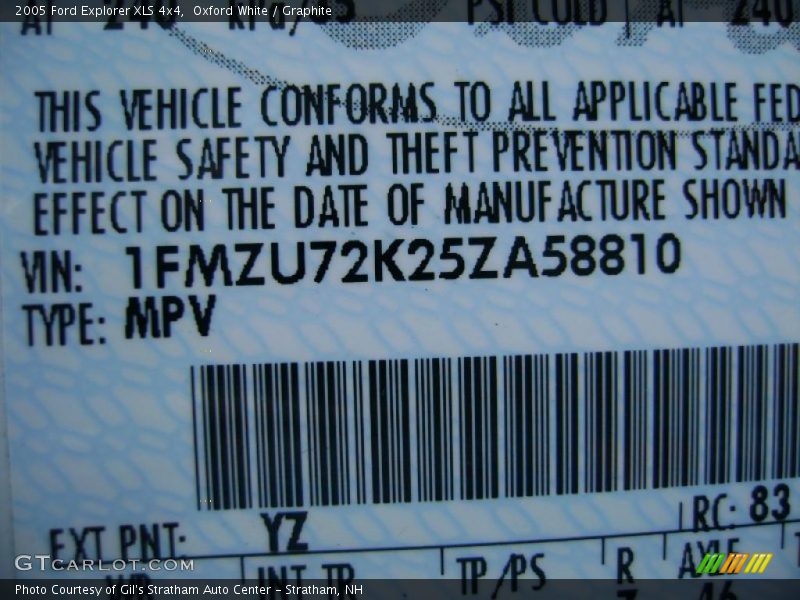 2005 Ford Explorer XLS 4x4, Oxford White / Graphite
240 PSI COLD 240
THIS VEHICLE CONFORMS TO ALL APPLICABLE FED
VEHICLE SAFETY AND THEFT PREVENTION STANDA
EFFECT ON THE DATE OF MANUFACTURE SHOWN
VIN: 1FMZU72K25ZA58810
TYPE: MPV
EXT PNT: YZ RC: 83
GTCARLOT.COM
INT TR TP/PS R AXLE
Photo Courtesy of Gil's Stratham Auto Center - Stratham, NH